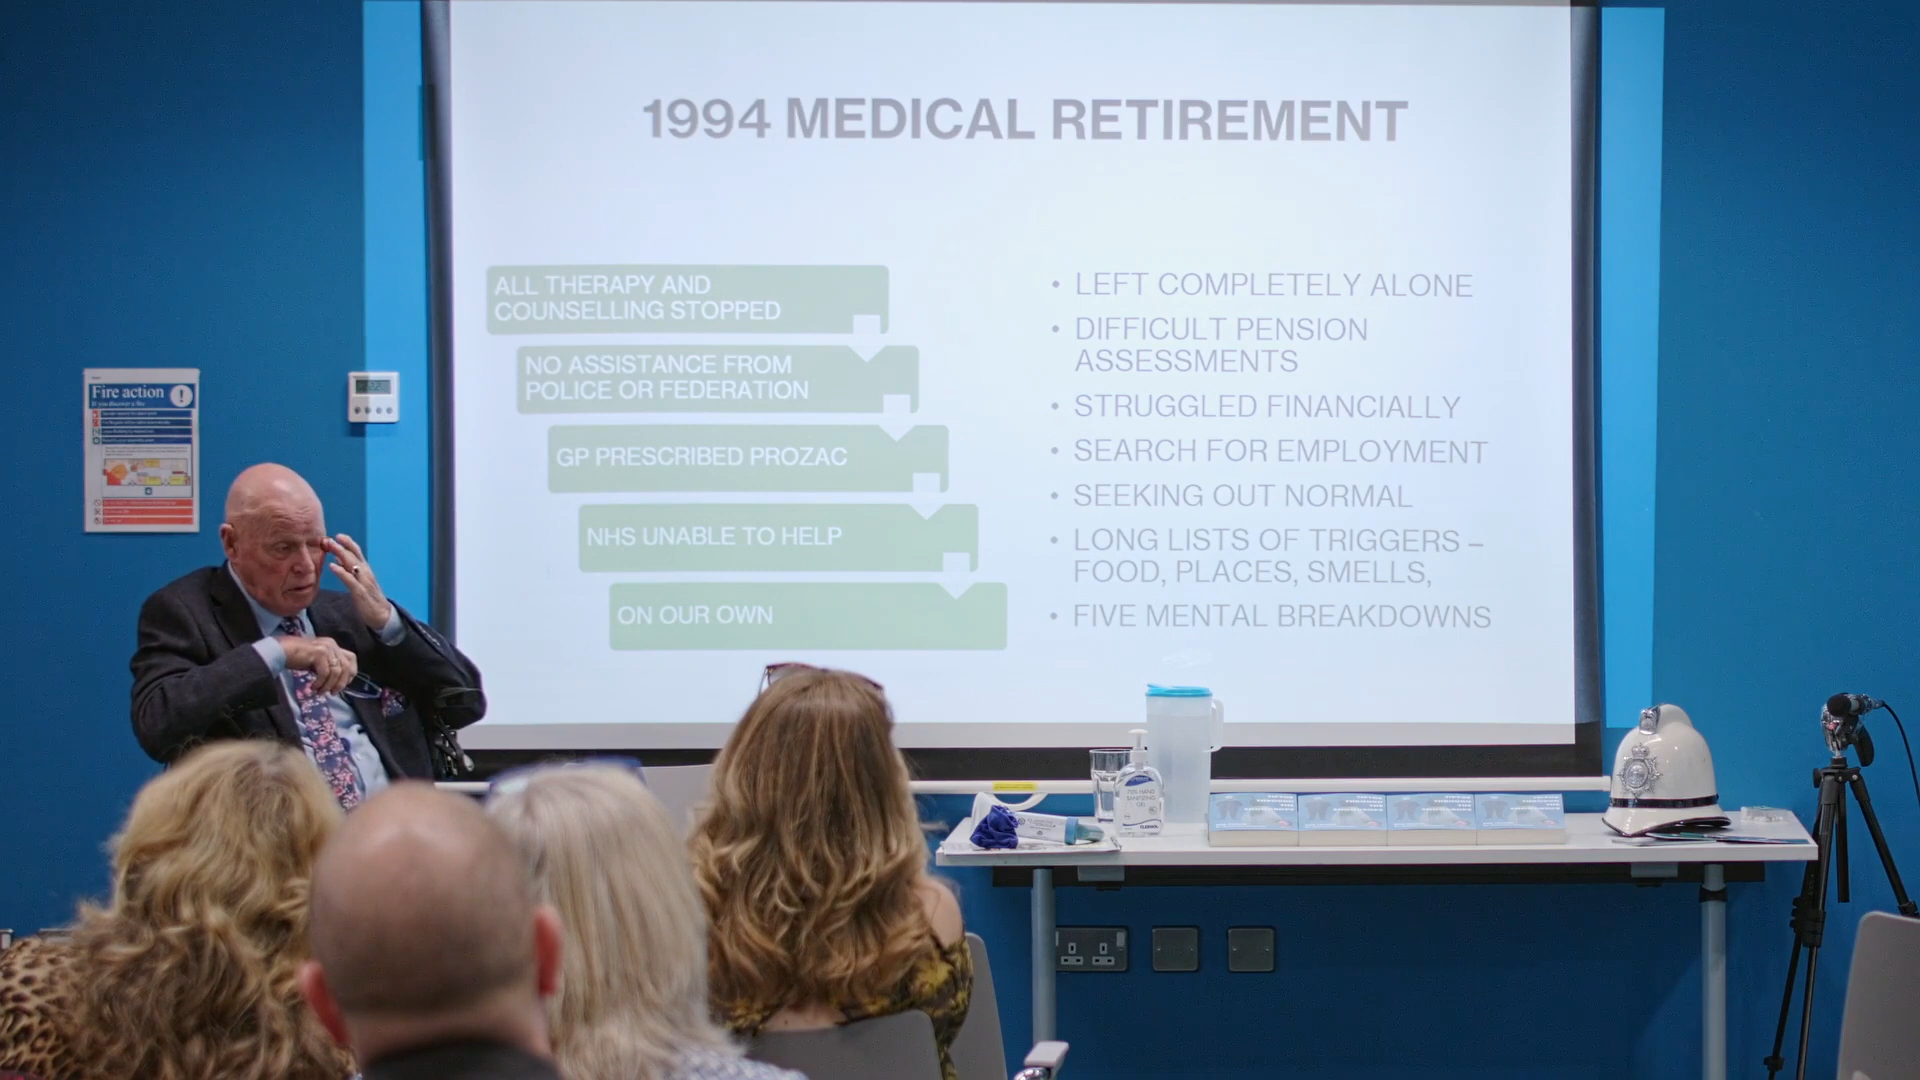 1994 MEDICAL RETIREMENT
ALL THERAPY AND
COUNSELLING STOPPED
NO ASSISTANCE FROM
POLICE OR FEDERATION
GP PRESCRIBED PROZAC
NHS UNABLE TO HELP
ON OUR OWN
• LEFT COMPLETELY ALONE
• DIFFICULT PENSION
ASSESSMENTS
• STRUGGLED FINANCIALLY
• SEARCH FOR EMPLOYMENT
• SEEKING OUT NORMAL
• LONG LISTS OF TRIGGERS –
FOOD, PLACES, SMELLS,
• FIVE MENTAL BREAKDOWNS
Fire action